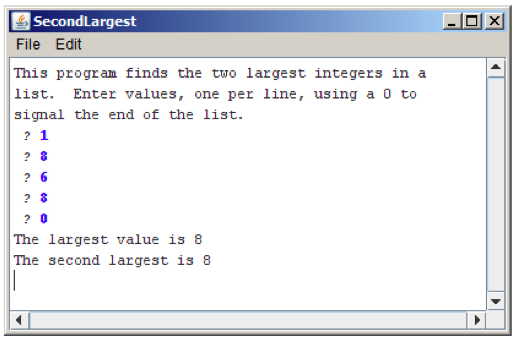 SecondLargest
File Edit
This program finds the two largest integers in a
list.  Enter values, one per line, using a 0 to
signal the end of the list.
? 1
? 8
? 6
? 8
? 0
The largest value is 8
The second largest is 8